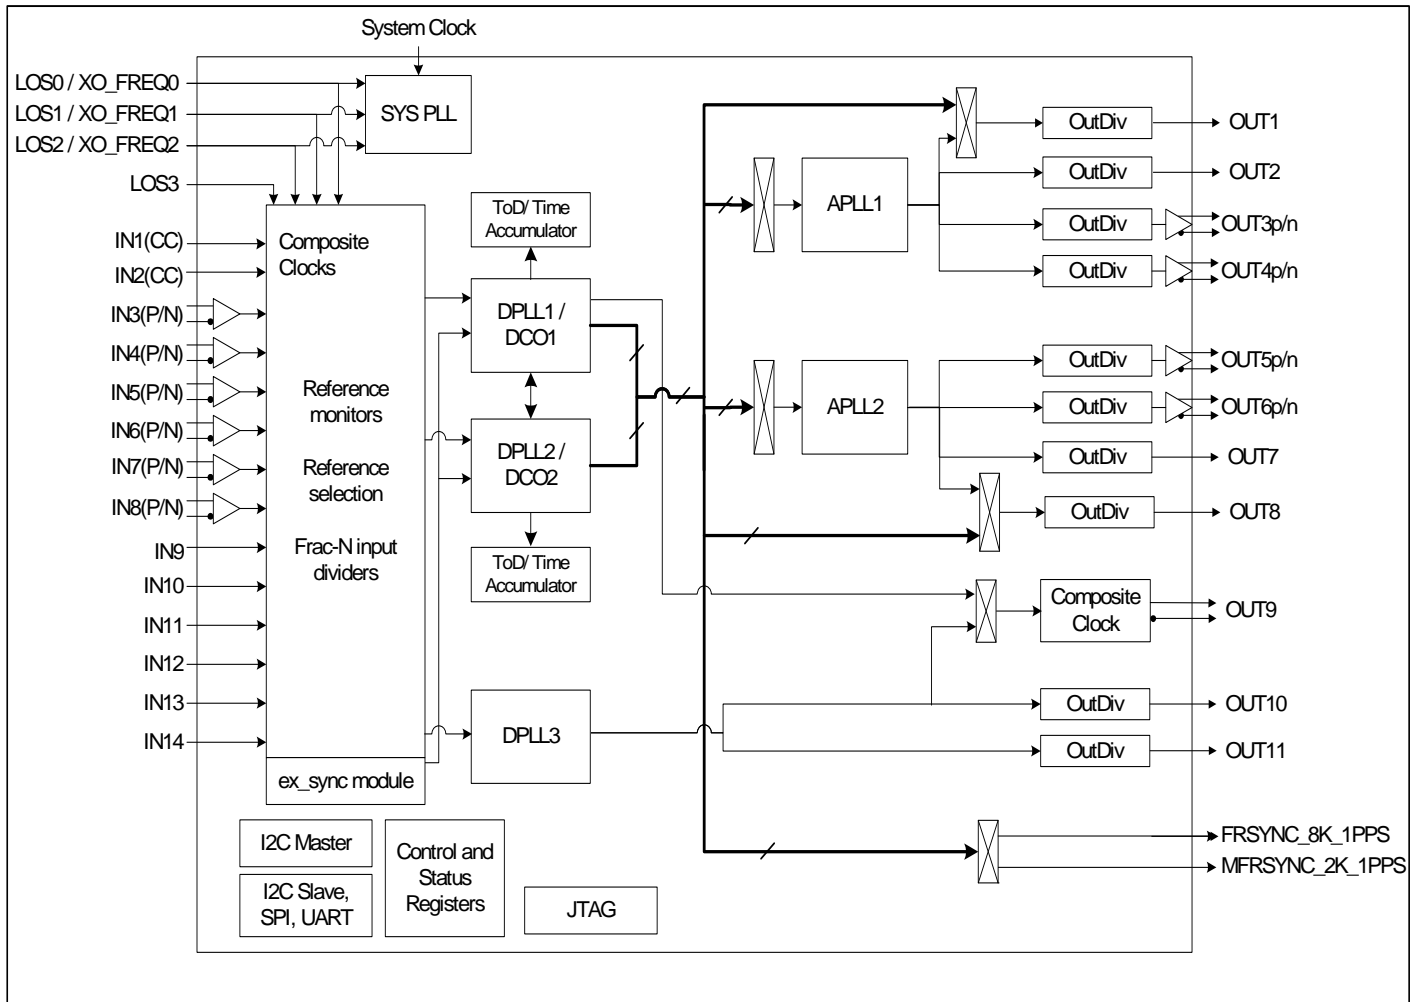 System Clock
LOS0 / XO_FREQ0
LOS1 / XO_FREQ1
LOS2 / XO_FREQ2
LOS3
SYS PLL
IN1(CC)
IN2(CC)
IN3(P/N)
IN4(P/N)
IN5(P/N)
IN6(P/N)
IN7(P/N)
IN8(P/N)
IN9
IN10
IN11
IN12
IN13
IN14
Composite
Clocks
Reference
monitors
Reference
selection
Frac-N input
dividers
ex_sync module
ToD/ Time
Accumulator
DPLL1 /
DCO1
DPLL2 /
DCO2
ToD/ Time
Accumulator
DPLL3
APLL1
APLL2
OutDiv
OUT1
OutDiv
OUT2
OutDiv
OUT3p/n
OutDiv
OUT4p/n
OutDiv
OUT5p/n
OutDiv
OUT6p/n
OutDiv
OUT7
OutDiv
OUT8
Composite
Clock
OUT9
OutDiv
OUT10
OutDiv
OUT11
FRSYNC_8K_1PPS
MFRSYNC_2K_1PPS
I2C Master
I2C Slave,
SPI, UART
Control and
Status
Registers
JTAG